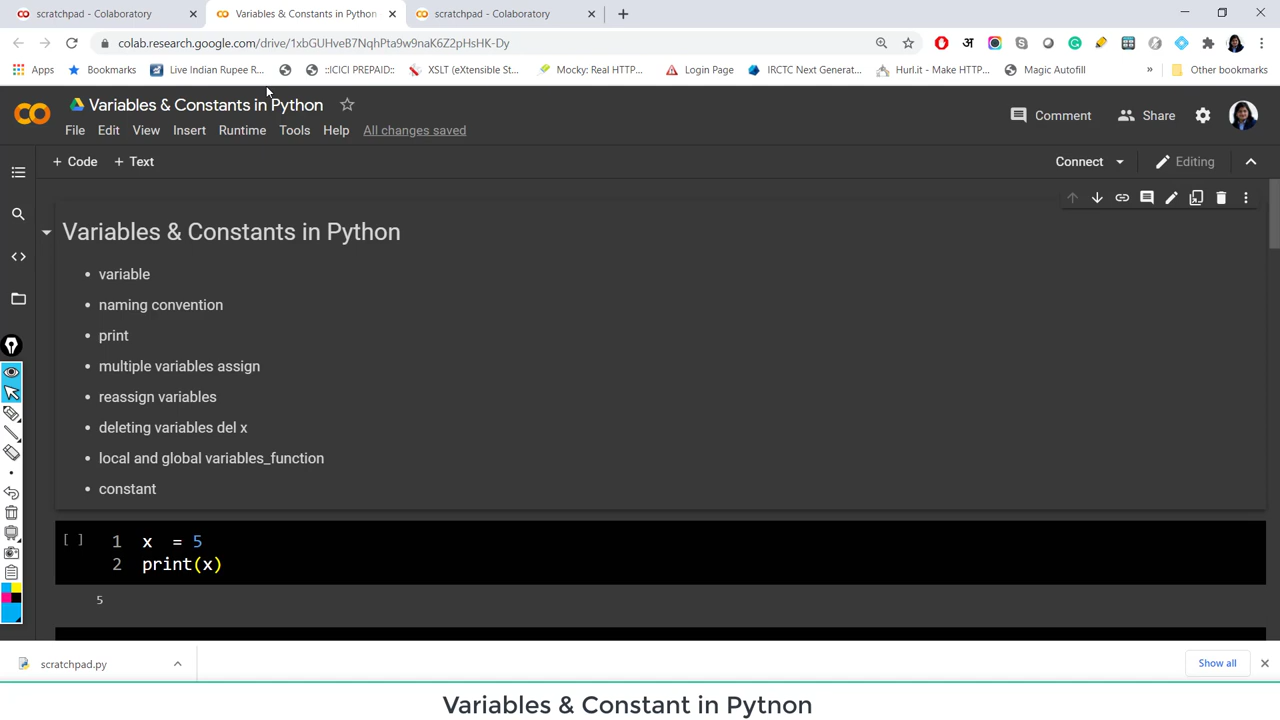 scratchpad - Colaboratory
Variables & Constants in Python
scratchpad - Colaboratory
colab.research.google.com/drive/1xbGUHveB7NqhPta9w9naK6Z2pHsHK-Dy
अ
Apps Bookmarks Live Indian Rupee R... ::ICICI PREPAID:: XSLT (eXtensible St... Mocky: Real HTTP... Login Page IRCTC Next Generat... Hurl.it - Make HTTP... Magic Autofill » Other bookmarks
Variables & Constants in Python
File Edit View Insert Runtime Tools Help All changes saved
Comment Share
+ Code + Text
Connect Editing
Variables & Constants in Python
• variable
• naming convention
• print
• multiple variables assign
• reassign variables
• deleting variables del x
• local and global variables_function
• constant
[ ] 1 x = 5
2 print(x)
5
scratchpad.py
Show all
Variables & Constant in Pytnon